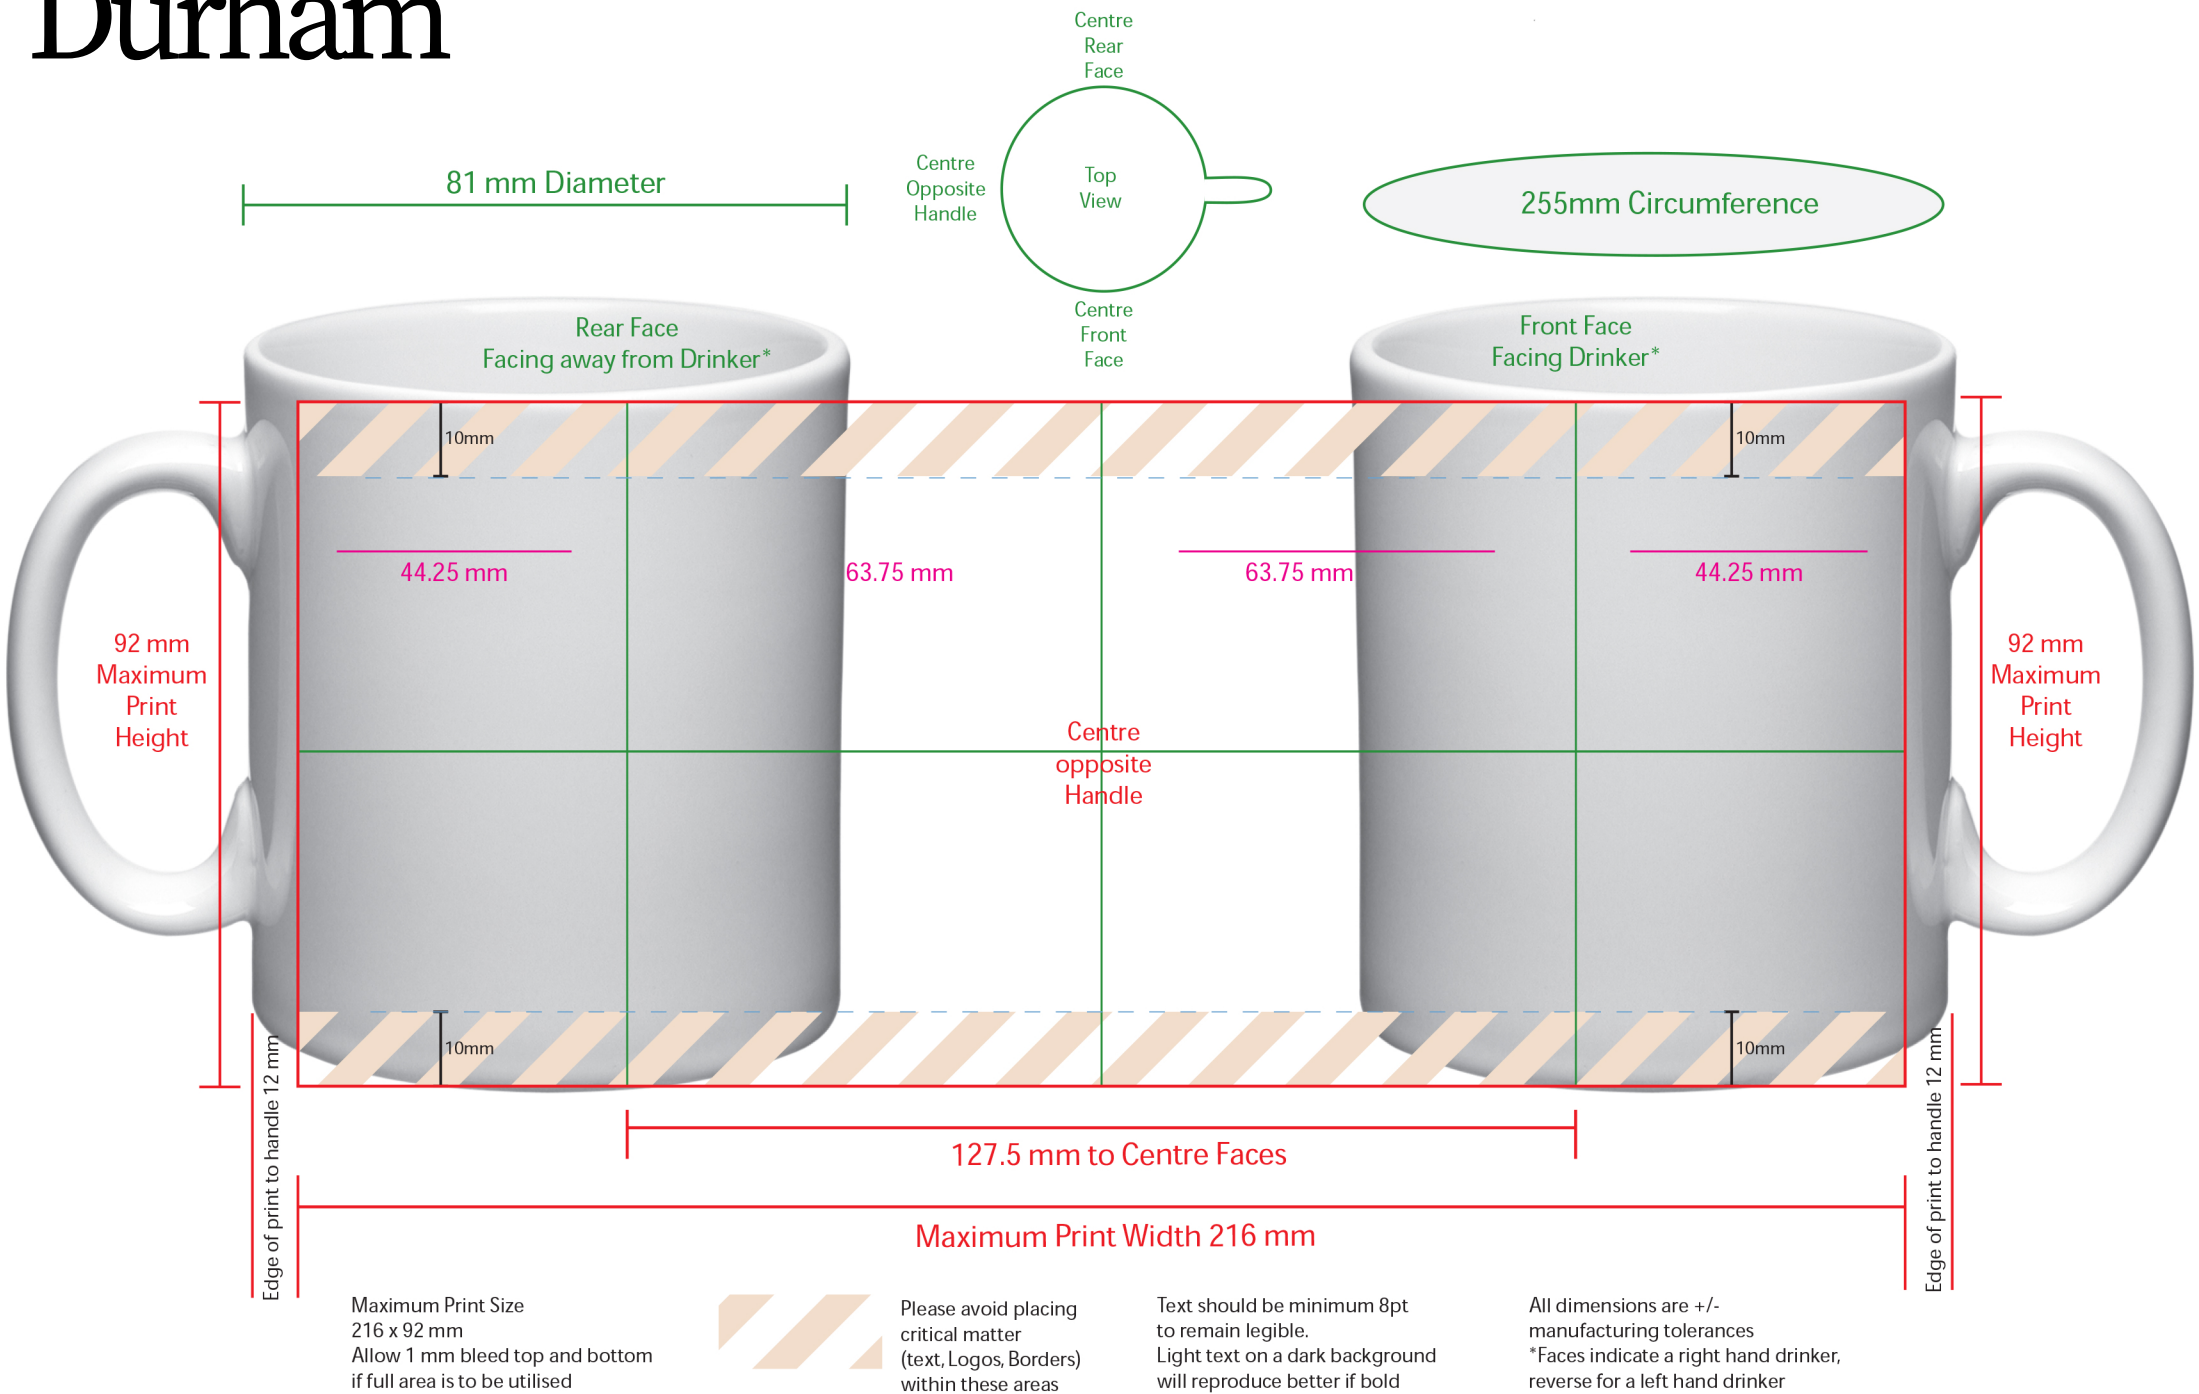 Durham
Centre
Rear
Face
81 mm Diameter
Centre
Opposite
Handle
Top
View
255mm Circumference
Centre
Front
Face
Rear Face
Facing away from Drinker*
Front Face
Facing Drinker*
10mm
10mm
44.25 mm
63.75 mm
63.75 mm
44.25 mm
92 mm
Maximum
Print
Height
Centre
opposite
Handle
92 mm
Maximum
Print
Height
10mm
10mm
Edge of print to handle 12 mm
Edge of print to handle 12 mm
127.5 mm to Centre Faces
Maximum Print Width 216 mm
Maximum Print Size
216 x 92 mm
Allow 1 mm bleed top and bottom
if full area is to be utilised
Please avoid placing
critical matter
(text, Logos, Borders)
within these areas
Text should be minimum 8pt
to remain legible.
Light text on a dark background
will reproduce better if bold
All dimensions are +/-
manufacturing tolerances
*Faces indicate a right hand drinker,
reverse for a left hand drinker